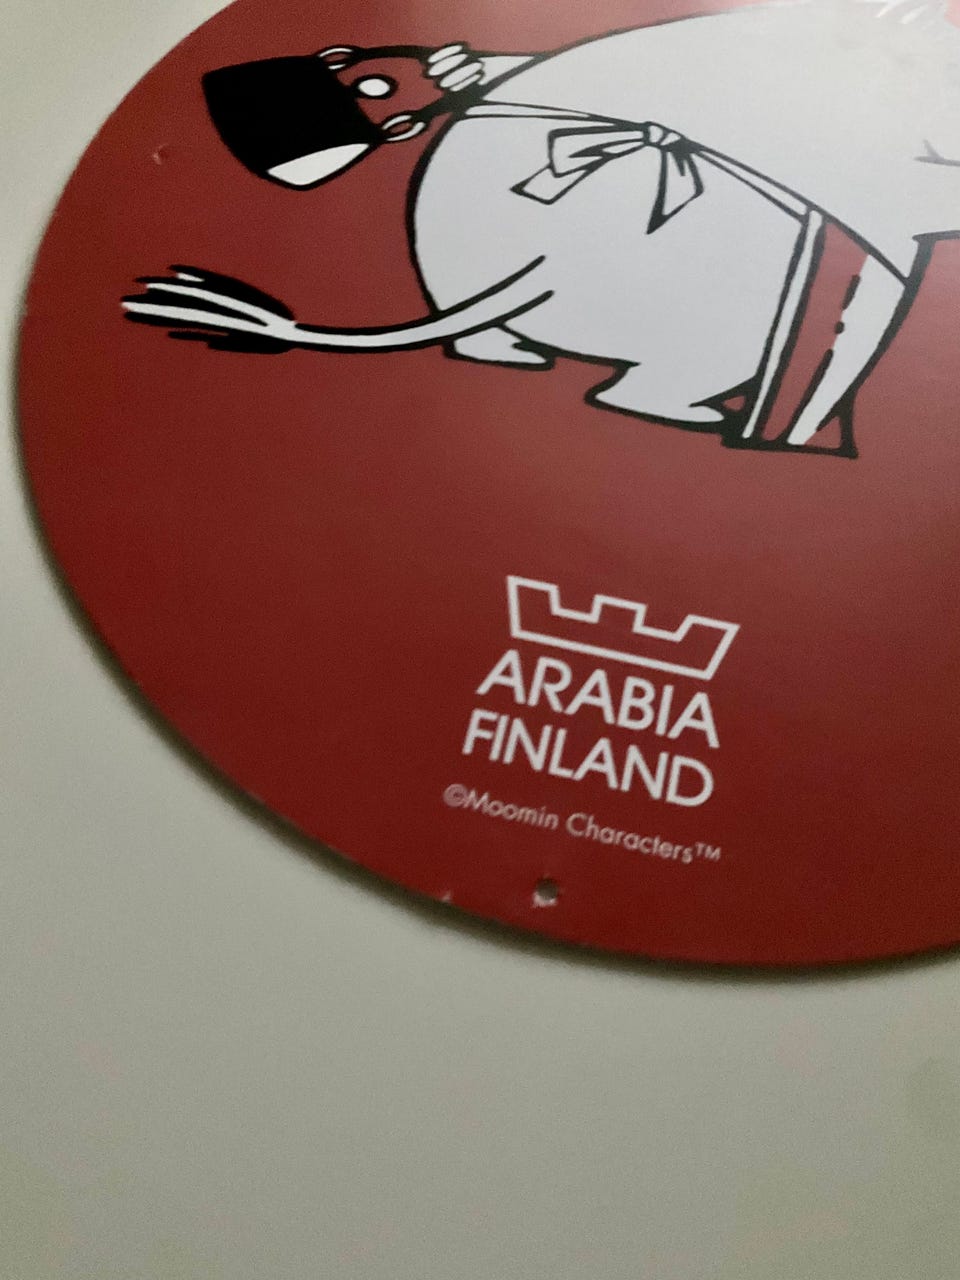 ARABIA
FINLAND
©Moomin Characters™